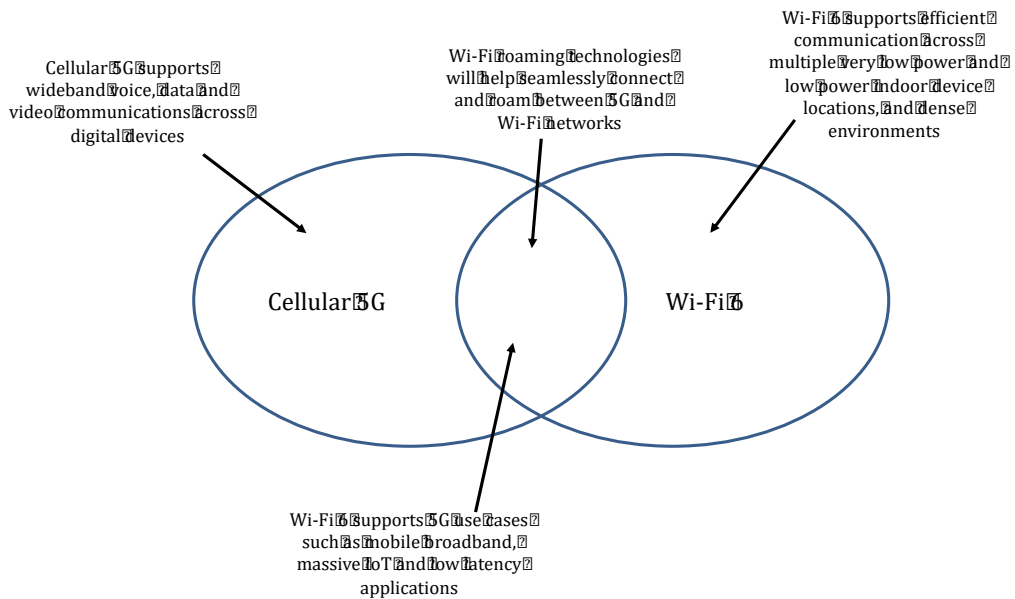 Cellular 5G supports
wideband voice, data and
video communications across
digital devices
Wi-Fi roaming technologies
will help seamlessly connect
and roam between 5G and
Wi-Fi networks
Wi-Fi 6 supports efficient
communication across
multiple very low power and
low power indoor device
locations, and dense
environments
Cellular 5G
Wi-Fi 6
Wi-Fi 6 supports 5G use cases
such as mobile broadband,
massive IoT and low latency
applications